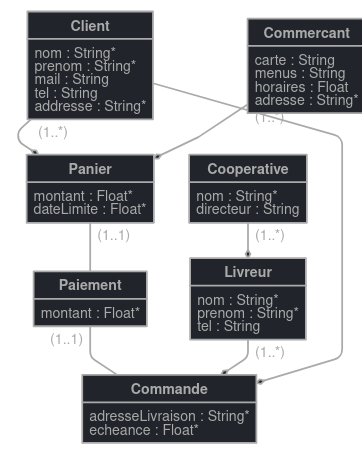 Client
nom : String*
prenom : String*
mail : String
tel : String
addresse : String*
Commercant
carte : String
menus : String
horaires : Float
adresse : String*
(1..*)
(1..*)
Panier
montant : Float*
dateLimite : Float*
Cooperative
nom : String*
directeur : String
(1..1)
(1..*)
Paiement
montant : Float*
Livreur
nom : String*
prenom : String*
tel : String
(1..1)
(1..*)
Commande
adresseLivraison : String*
echeance : Float*